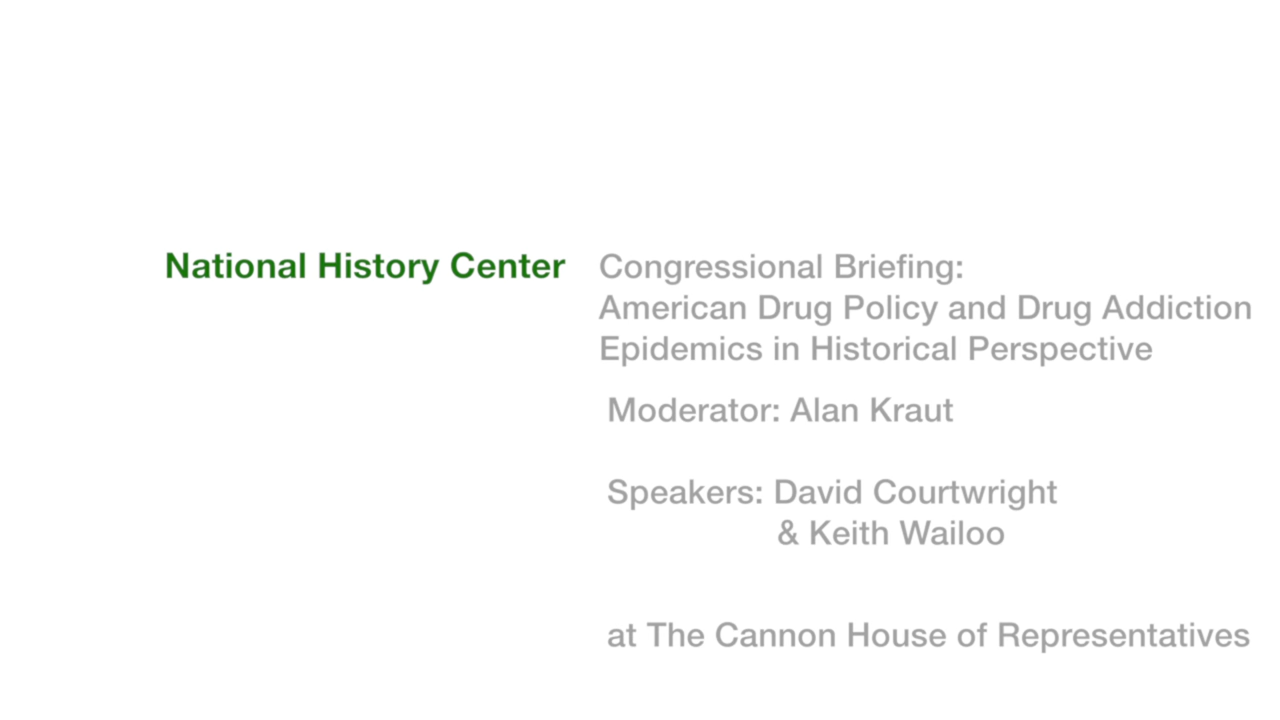 National History Center
Congressional Briefing:
American Drug Policy and Drug Addiction
Epidemics in Historical Perspective
Moderator: Alan Kraut
Speakers: David Courtwright
& Keith Wailoo
at The Cannon House of Representatives